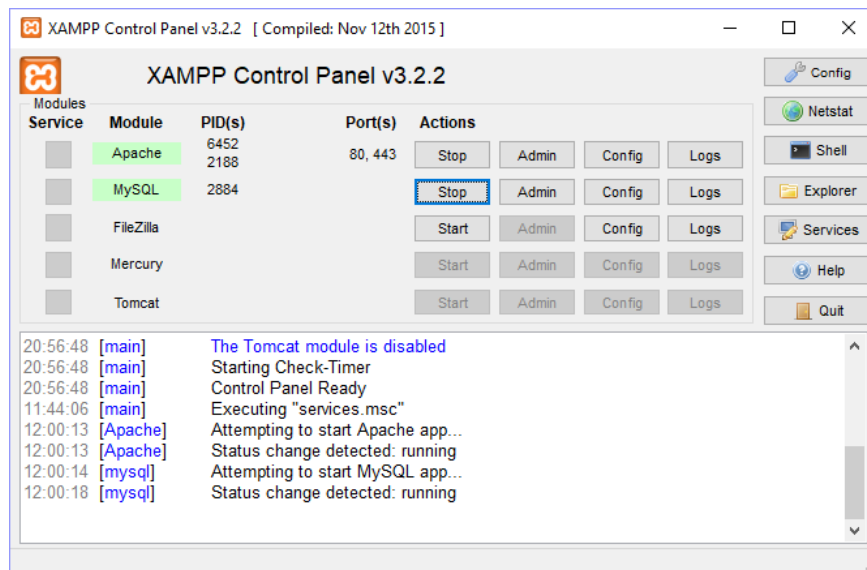 XAMPP Control Panel v3.2.2 [ Compiled: Nov 12th 2015 ]
XAMPP Control Panel v3.2.2
Config
Modules
Service Module PID(s) Port(s) Actions
Netstat
Apache 6452 2188 80, 443 Stop Admin Config Logs
Shell
MySQL 2884 Stop Admin Config Logs
Explorer
FileZilla Start Admin Config Logs
Services
Mercury Start Admin Config Logs
Help
Tomcat Start Admin Config Logs
Quit
20:56:48 [main] The Tomcat module is disabled
20:56:48 [main] Starting Check-Timer
20:56:48 [main] Control Panel Ready
11:44:06 [main] Executing "services.msc"
12:00:13 [Apache] Attempting to start Apache app...
12:00:13 [Apache] Status change detected: running
12:00:14 [mysql] Attempting to start MySQL app...
12:00:18 [mysql] Status change detected: running